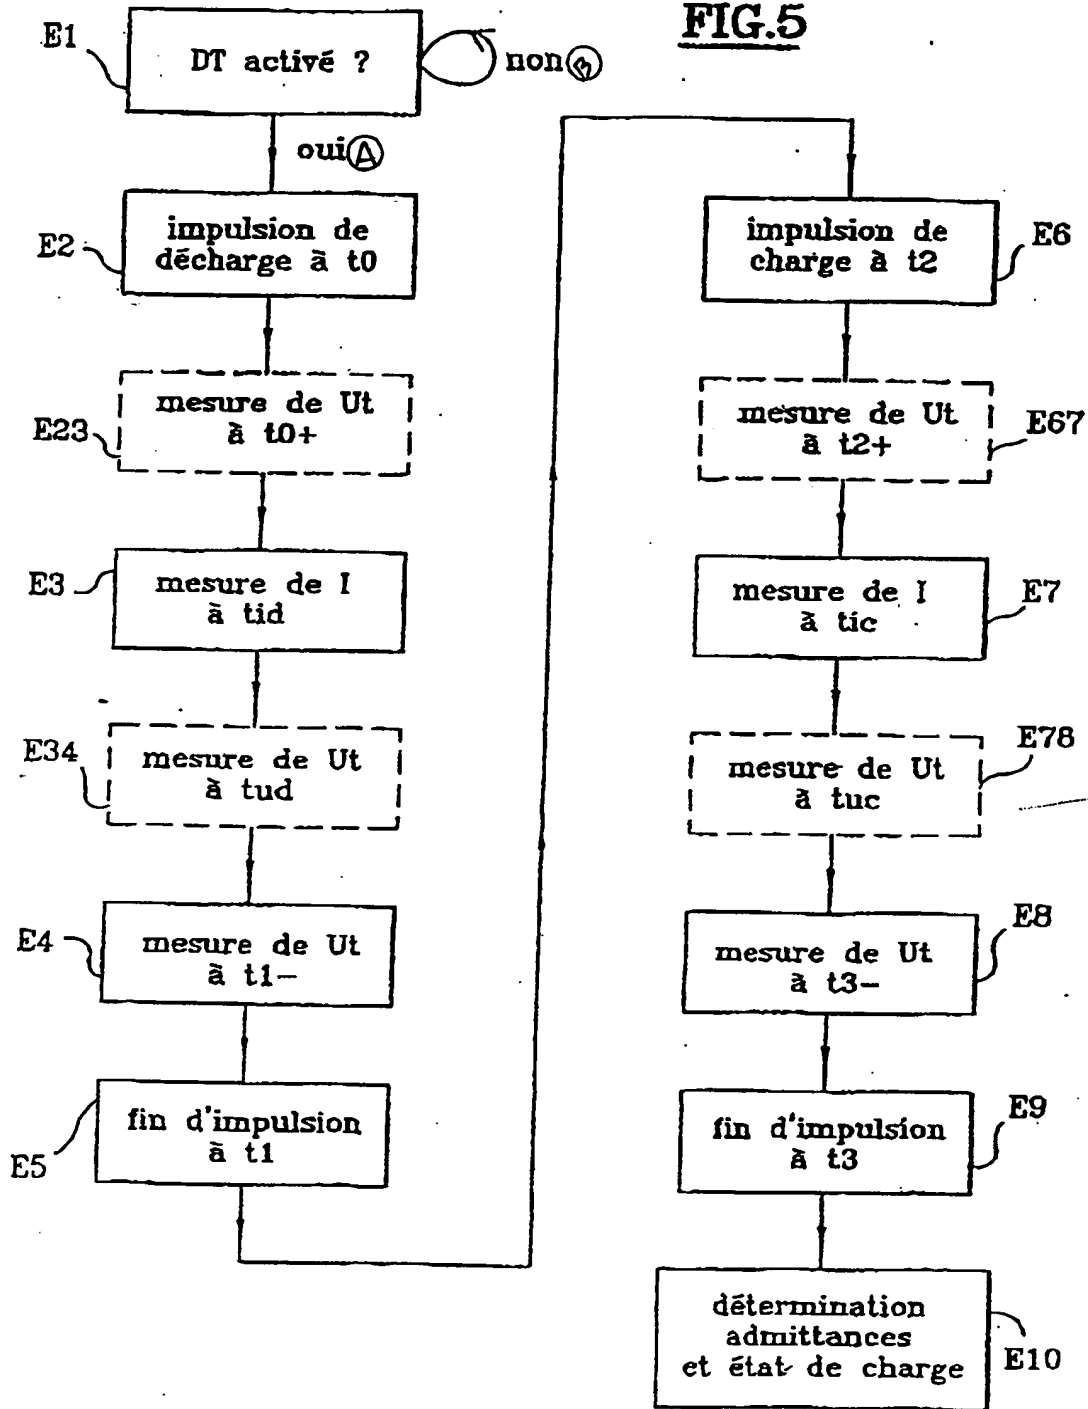 FIG.5
E1
DT activé ?
non Ⓑ
oui Ⓐ
E2
impulsion de
décharge à t0
E23
mesure de Ut
à t0+
E3
mesure de I
à tid
E34
mesure de Ut
à tud
E4
mesure de Ut
à t1-
E5
fin d'impulsion
à t1
impulsion de
charge à t2
E6
mesure de Ut
à t2+
E67
mesure de I
à tic
E7
mesure de Ut
à tuc
E78
mesure de Ut
à t3-
E8
fin d'impulsion
à t3
E9
détermination
admittances
et état de charge
E10